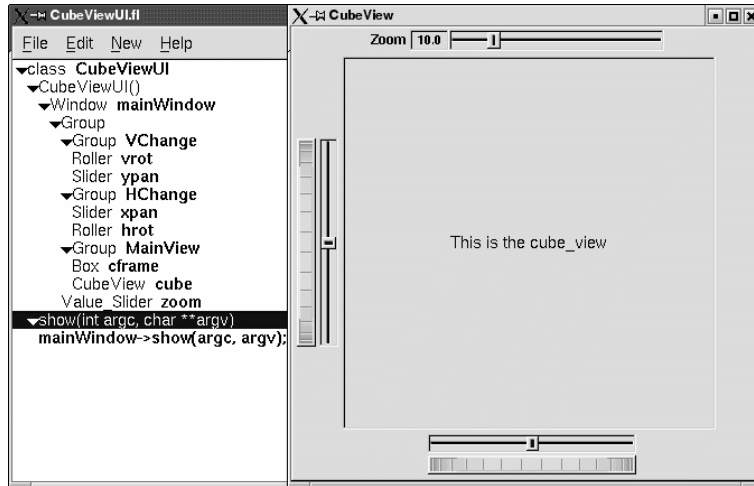 CubeViewUI.fl
File Edit New Help
class CubeViewUI
CubeViewUI()
Window mainWindow
Group
Group VChange
Roller vrot
Slider ypan
Group HChange
Slider xpan
Roller hrot
Group MainView
Box cframe
CubeView cube
Value_Slider zoom
show(int argc, char **argv)
mainWindow->show(argc, argv);
CubeView
Zoom 10.0
This is the cube_view